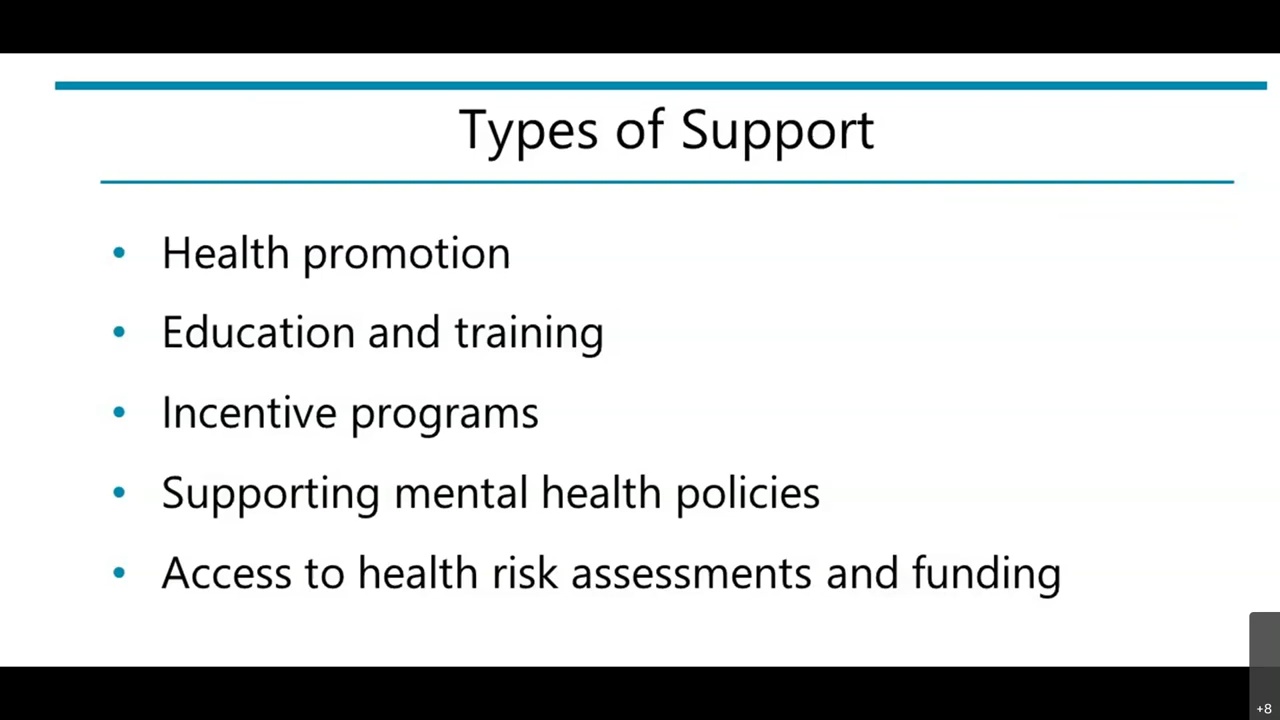 Types of Support
• Health promotion
• Education and training
• Incentive programs
• Supporting mental health policies
• Access to health risk assessments and funding
+8